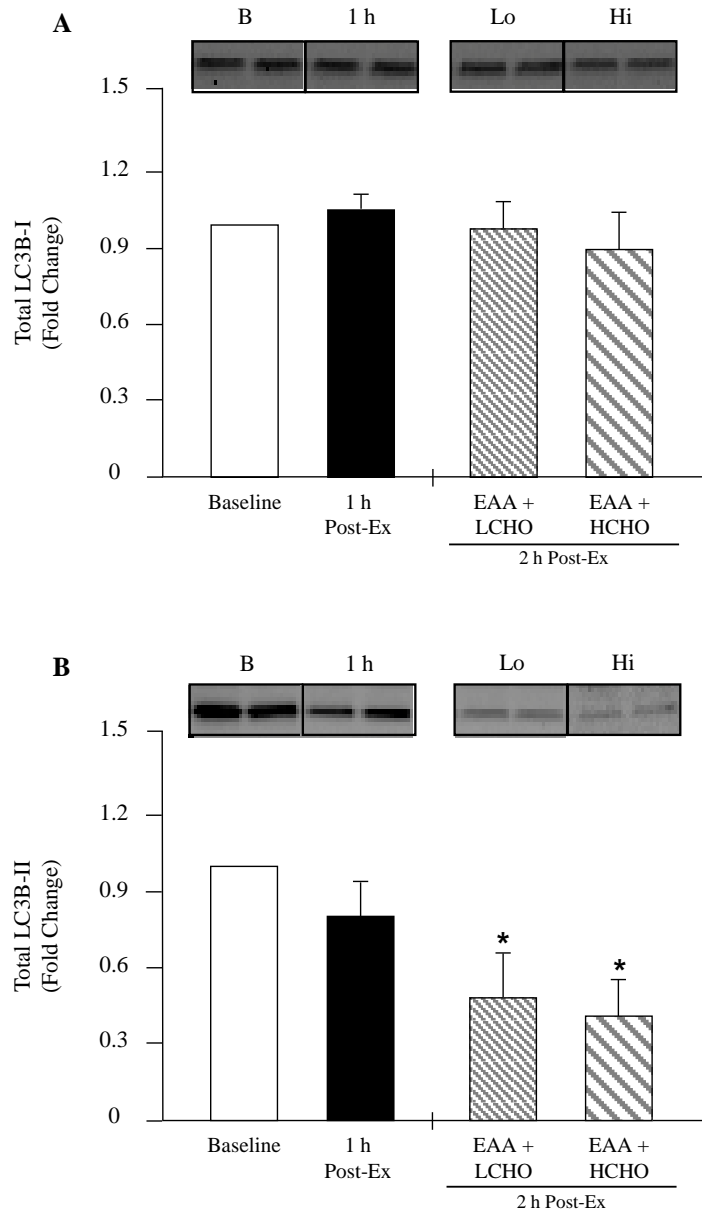 A
B 1 h Lo Hi
1.5
1.2
0.9
0.6
0.3
0
Total LC3B-I
(Fold Change)
Baseline 1 h EAA + EAA +
Post-Ex LCHO HCHO
2 h Post-Ex
B
B 1 h Lo Hi
1.5
1.2
0.9
0.6
0.3
0
Total LC3B-II
(Fold Change)
* *
Baseline 1 h EAA + EAA +
Post-Ex LCHO HCHO
2 h Post-Ex